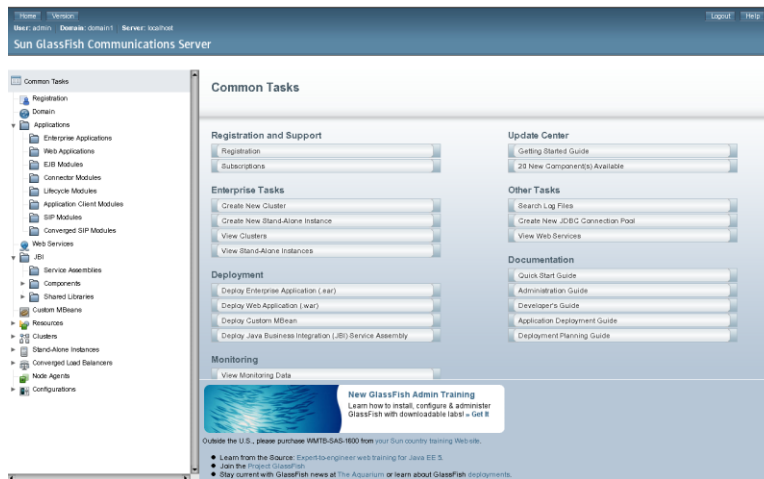 Home Version Logout Help
User: admin Domain: domain1 Server: localhost
Sun GlassFish Communications Server
Common Tasks
Registration
Domain
Applications
Enterprise Applications
Web Applications
EJB Modules
Connector Modules
Lifecycle Modules
Application Client Modules
SIP Modules
Converged SIP Modules
Web Services
JBI
Service Assemblies
Components
Shared Libraries
Custom MBeans
Resources
Clusters
Stand-Alone Instances
Converged Load Balancers
Node Agents
Configurations
Common Tasks
Registration and Support
Registration
Subscriptions
Enterprise Tasks
Create New Cluster
Create New Stand-Alone Instance
View Clusters
View Stand-Alone Instances
Deployment
Deploy Enterprise Application (.ear)
Deploy Web Application (.war)
Deploy Custom MBean
Deploy Java Business Integration (JBI) Service Assembly
Monitoring
View Monitoring Data
Update Center
Getting Started Guide
20 New Component(s) Available
Other Tasks
Search Log Files
Create New JDBC Connection Pool
View Web Services
Documentation
Quick Start Guide
Administration Guide
Developer's Guide
Application Deployment Guide
Deployment Planning Guide
New GlassFish Admin Training
Learn how to install, configure & administer
GlassFish with downloadable labs! » Get It
Outside the U.S., please purchase WMTB-SAS-1600 from your Sun country training Web site.
Learn from the Source: Expert-to-engineer web training for Java EE 5.
Join the Project GlassFish
Stay current with GlassFish news at The Aquarium or learn about GlassFish deployments.